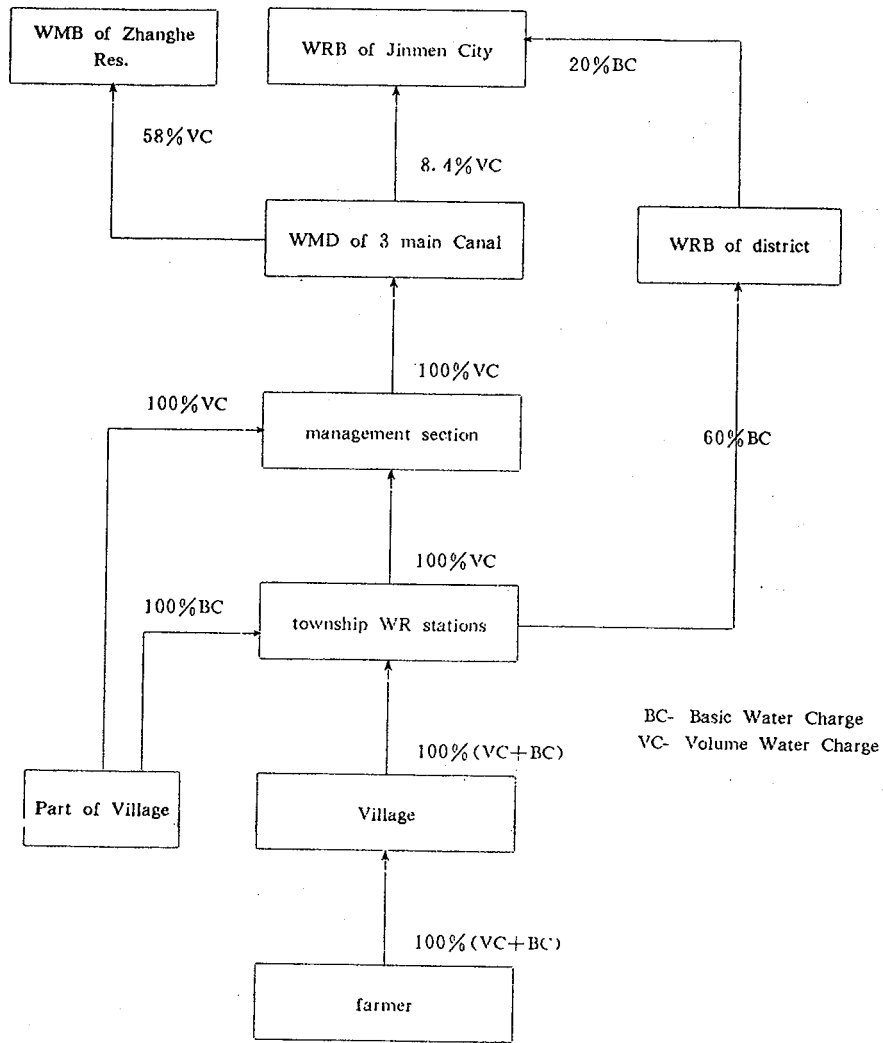 WMB of Zhanghe
Res.
WRB of Jinmen City
20%BC
58%VC
8.4%VC
WMD of 3 main Canal
WRB of district
100%VC
100%VC
management section
60%BC
100%VC
100%BC
township WR stations
BC- Basic Water Charge
VC- Volume Water Charge
100%(VC+BC)
Part of Village
Village
100%(VC+BC)
farmer